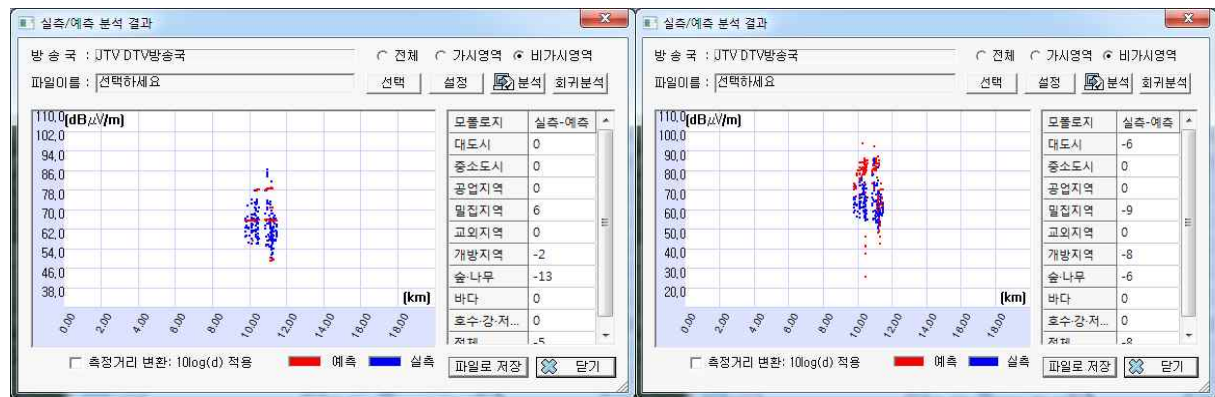 실측/예측 분석 결과
방 송 국 : JTV DTV방송국
전체 가시영역 비가시영역
파일이름 : 선택하세요
선택 설정 분석 회귀분석
110,0 (dBμV/m)
102,0
94,0
86,0
78,0
70,0
62,0
54,0
46,0
38,0
(km)
0,00 2,00 4,00 6,00 8,00 10,00 12,00 14,00 16,00 18,00
모폴로지 실측-예측
대도시 0
중소도시 0
공업지역 0
밀집지역 6
교외지역 0
개방지역 -2
숲·나무 -13
바다 0
호수·강·저... 0
전체 -5
측정거리 변환: 10log(d) 적용 예측 실측
파일로 저장 닫기
실측/예측 분석 결과
방 송 국 : JTV DTV방송국
전체 가시영역 비가시영역
파일이름 : 선택하세요
선택 설정 분석 회귀분석
110,0 (dBμV/m)
100,0
90,0
80,0
70,0
60,0
50,0
40,0
30,0
20,0
(km)
0,00 2,00 4,00 6,00 8,00 10,00 12,00 14,00 16,00 18,00
모폴로지 실측-예측
대도시 -6
중소도시 0
공업지역 0
밀집지역 -9
교외지역 0
개방지역 -8
숲·나무 -6
바다 0
호수·강·저... 0
전체 -8
측정거리 변환: 10log(d) 적용 예측 실측
파일로 저장 닫기